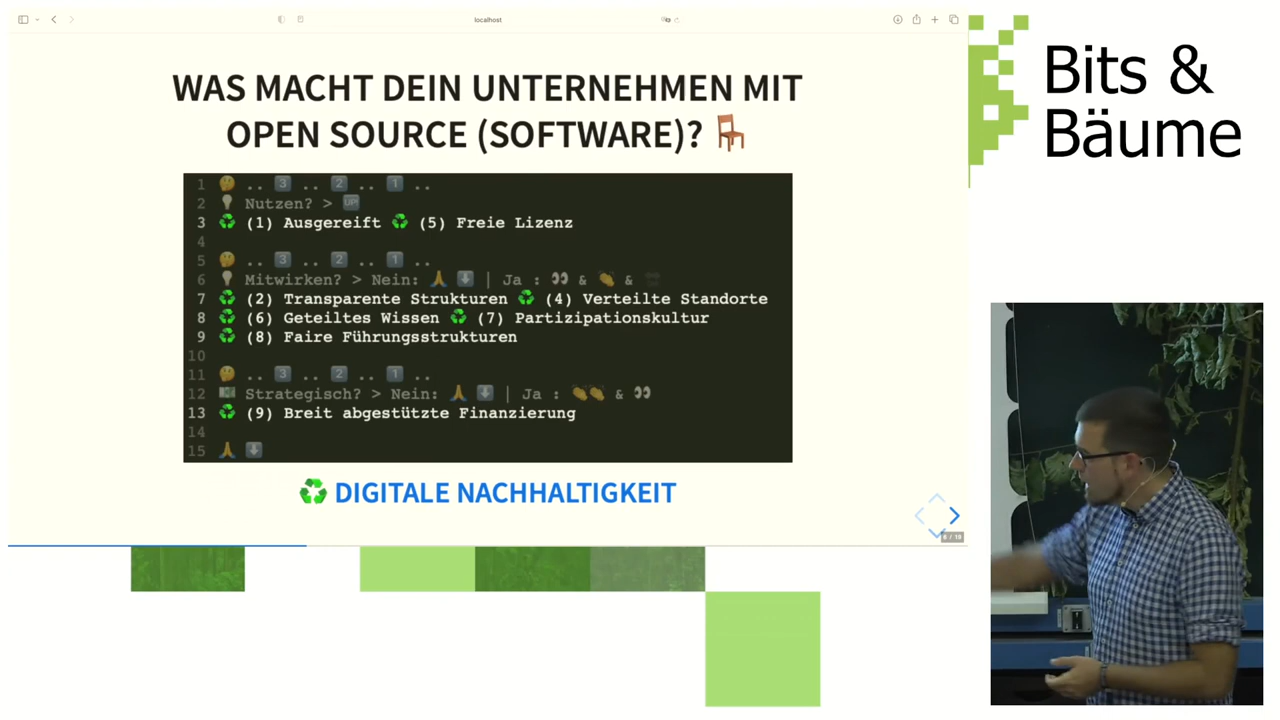 localhost
WAS MACHT DEIN UNTERNEHMEN MIT
OPEN SOURCE (SOFTWARE)? 🪑
1 🤔 .. 3️⃣ .. 2️⃣ .. 1️⃣ ..
2 💡 Nutzen? > 🆙
3 ♻️ (1) Ausgereift ♻️ (5) Freie Lizenz
4
5 🤔 .. 3️⃣ .. 2️⃣ .. 1️⃣ ..
6 💡 Mitwirken? > Nein: 🙏 ⬇️ | Ja : 👀 & 👏 &
7 ♻️ (2) Transparente Strukturen ♻️ (4) Verteilte Standorte
8 ♻️ (6) Geteiltes Wissen ♻️ (7) Partizipationskultur
9 ♻️ (8) Faire Führungsstrukturen
10
11 🤔 .. 3️⃣ .. 2️⃣ .. 1️⃣ ..
12 💵 Strategisch? > Nein: 🙏 ⬇️ | Ja : 👏👏 & 👀
13 ♻️ (9) Breit abgestützte Finanzierung
14
15 🙏 ⬇️
♻️ DIGITALE NACHHALTIGKEIT
Bits &
Bäume